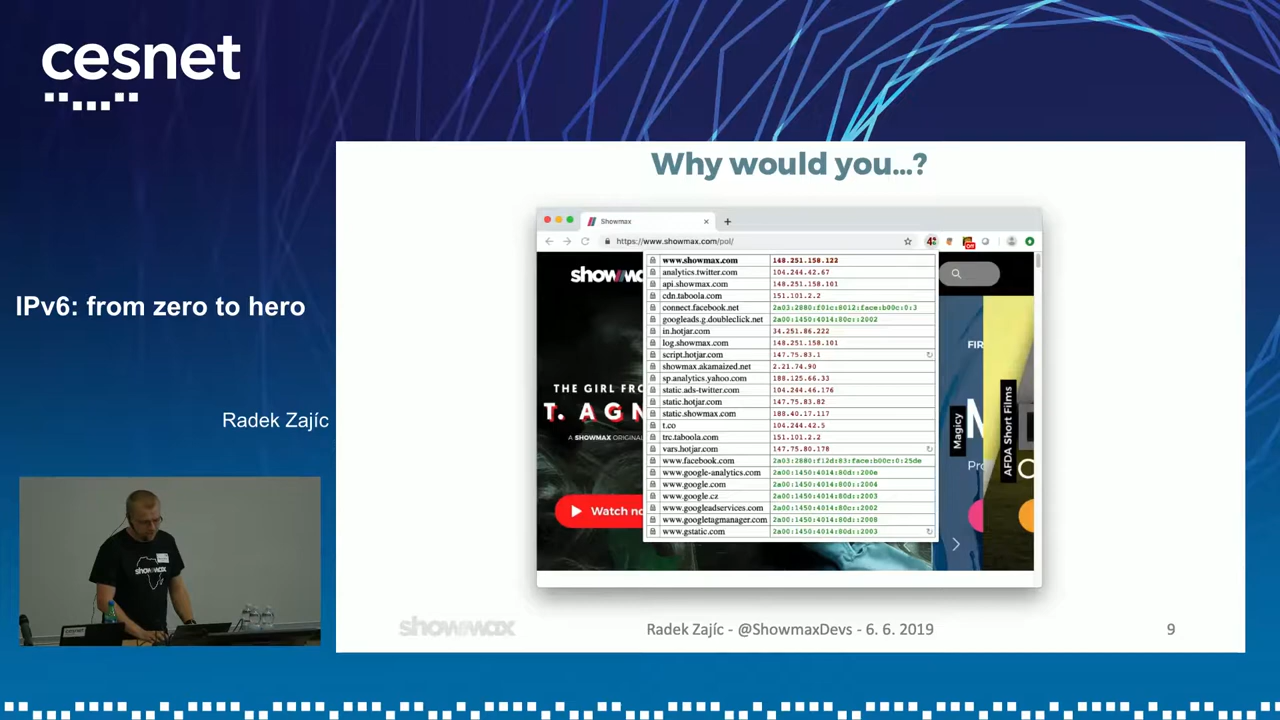 cesnet
IPv6: from zero to hero
Radek Zajíc
Why would you...?
Showmax
https://www.showmax.com/pol/
4
Off
showm
www.showmax.com 148.251.158.122
analytics.twitter.com 104.244.42.67
api.showmax.com 148.251.158.101
cdn.taboola.com 151.101.2.2
connect.facebook.net 2a03:2880:f01c:8012:face:b00c:0:3
googleads.g.doubleclick.net 2a00:1450:4014:80c::2002
in.hotjar.com 34.251.86.222
log.showmax.com 148.251.158.101
script.hotjar.com 147.75.83.1
showmax.akamaized.net 2.21.74.90
sp.analytics.yahoo.com 188.125.66.33
static.ads-twitter.com 104.244.46.176
static.hotjar.com 147.75.83.82
static.showmax.com 188.40.17.117
t.co 104.244.42.5
trc.taboola.com 151.101.2.2
vars.hotjar.com 147.75.80.178
www.facebook.com 2a03:2880:f12d:83:face:b00c:0:25de
www.google-analytics.com 2a00:1450:4014:80d::200e
www.google.com 2a00:1450:4014:800::2004
www.google.cz 2a00:1450:4014:80d::2003
www.googleadservices.com 2a00:1450:4014:80c::2002
www.googletagmanager.com 2a00:1450:4014:80d::2008
www.gstatic.com 2a00:1450:4014:80d::2003
THE GIRL FRO
T. AGN
A SHOWMAX ORIGINAL
Watch no
FIR
M
Pro
Magicy
AFDA Short Films
showmax
showmax
Radek Zajíc - @ShowmaxDevs - 6. 6. 2019
9